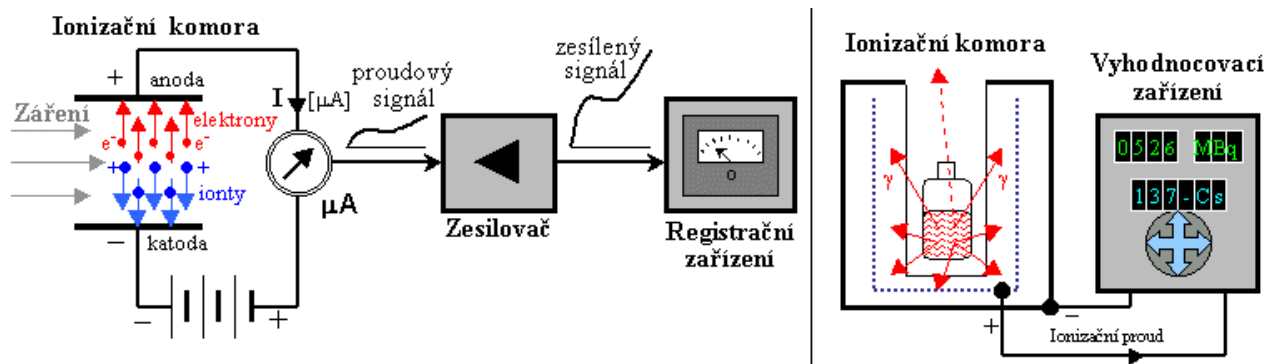 Ionizační komora
+
anoda
Záření
elektrony
e⁻
e⁻
+
+
ionty
−
katoda
−
+
I
[μA]
μA
proudový
signál
Zesilovač
zesílený
signál
0
Registrační
zařízení
Ionizační komora
γ
γ
+
−
Ionizační proud
Vyhodnocovací
zařízení
0526 MBq
137-Cs